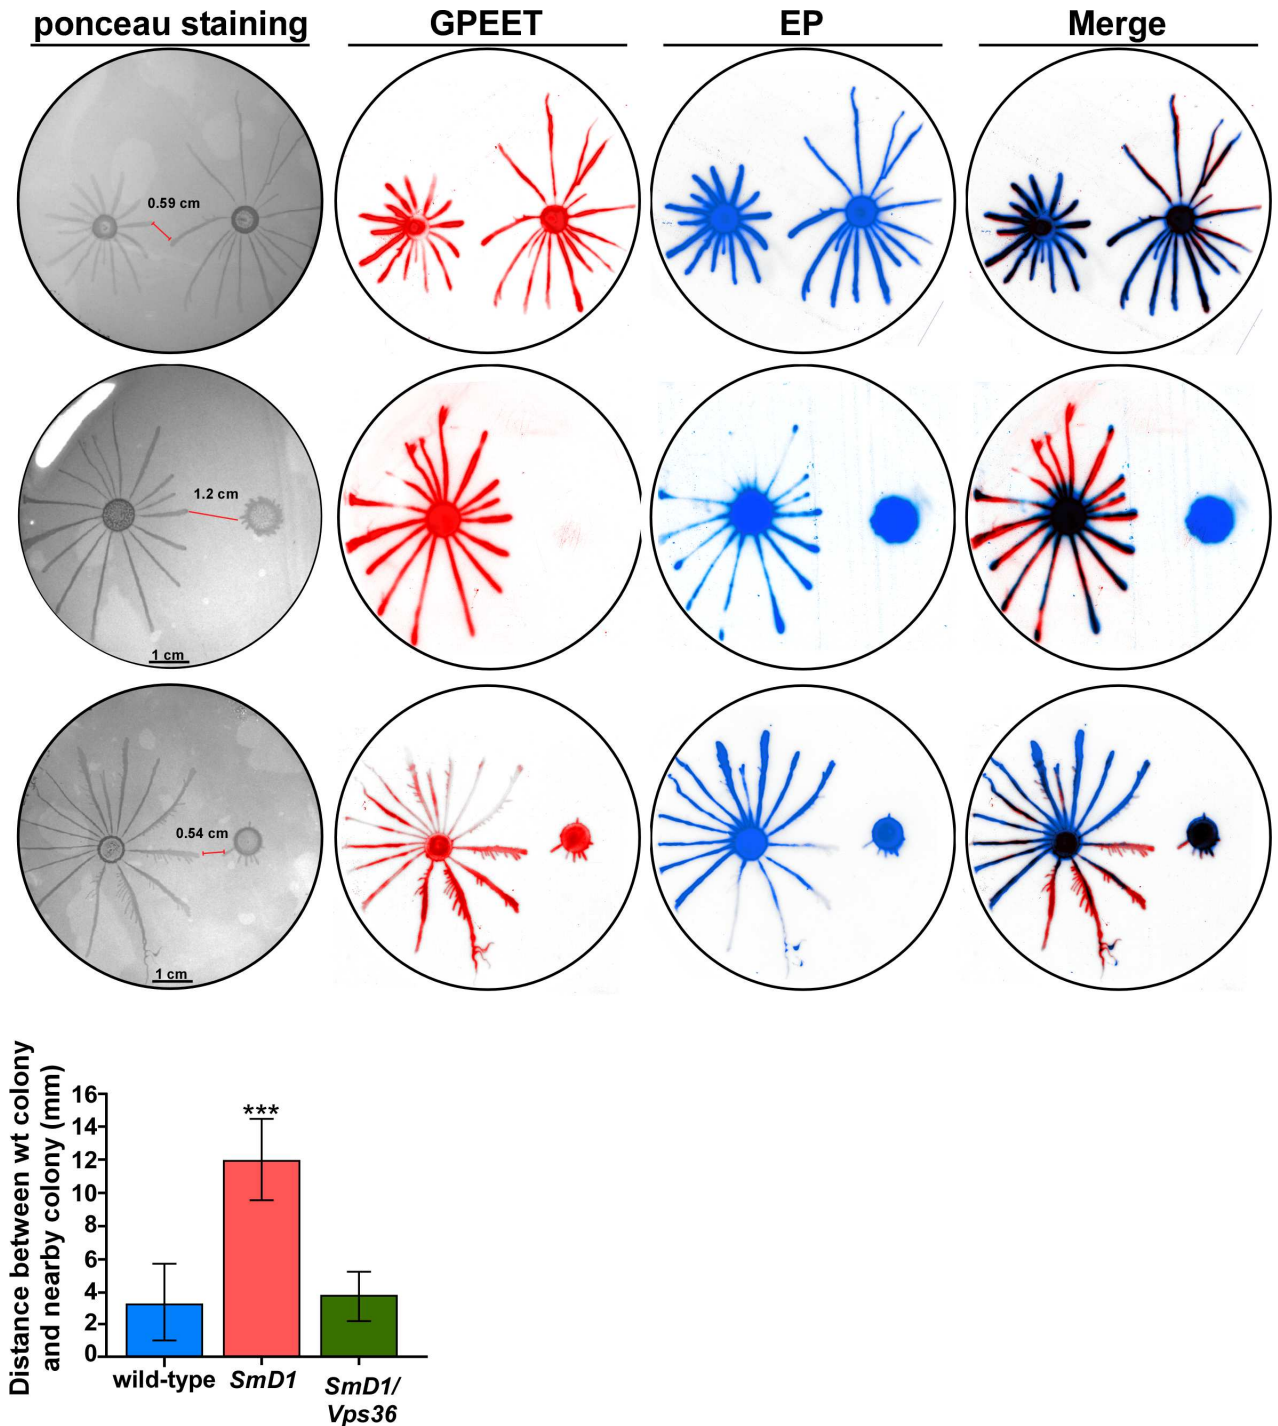 ponceau staining
GPEET
EP
Merge
0.59 cm
1.2 cm
1 cm
0.54 cm
1 cm
Distance between wt colony
and nearby colony (mm)
16
14
12
10
8
6
4
2
0
***
wild-type
SmD1
SmD1/
Vps36